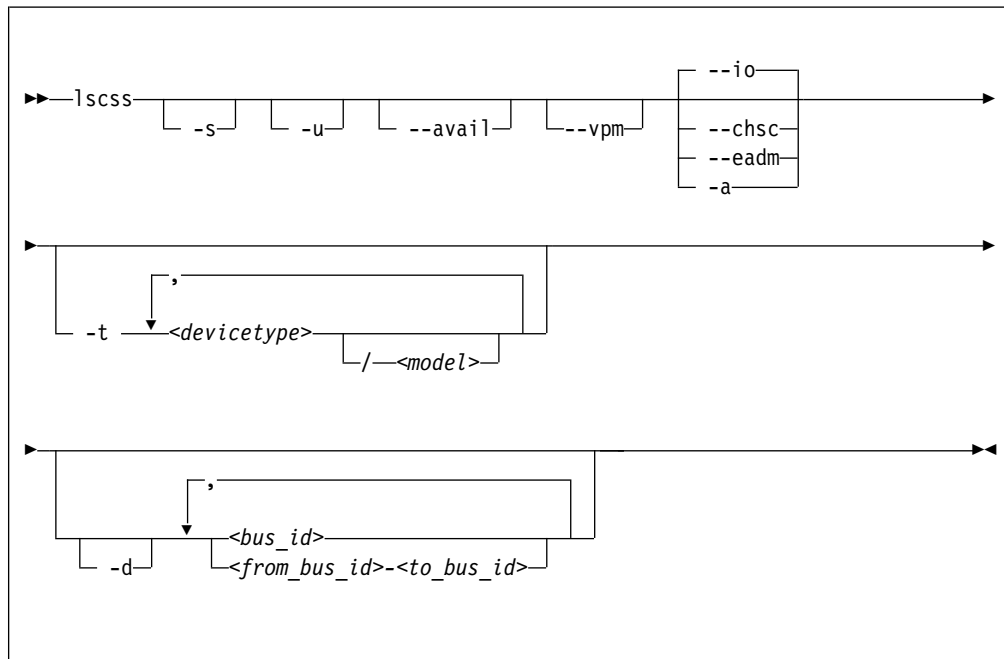 --io
lscss
-s
-u
--avail
--vpm
--chsc
--eadm
-a
,
-t
<devicetype>
/
<model>
,
<bus_id>
-d
<from_bus_id>-<to_bus_id>